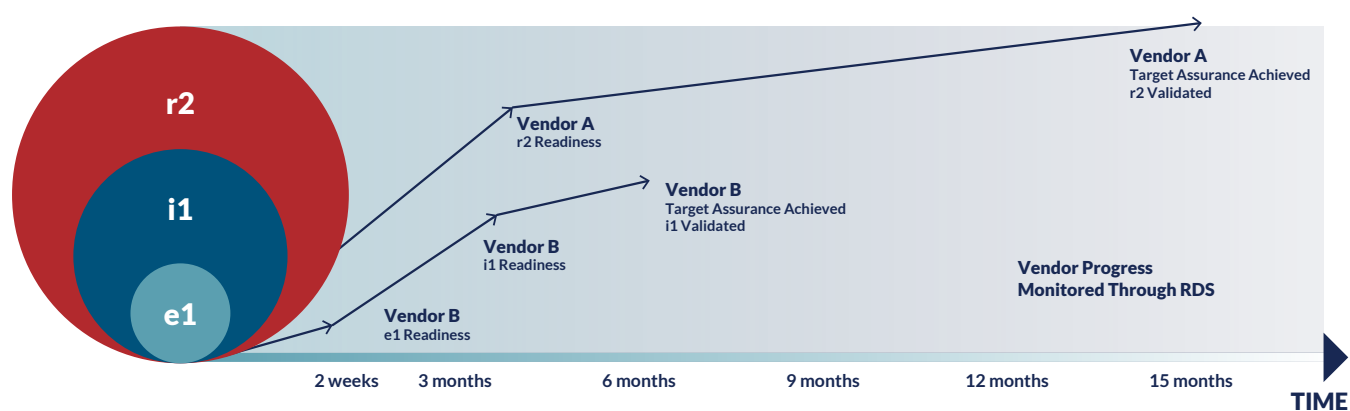 r2
i1
e1
Vendor A
r2 Readiness
Vendor A
Target Assurance Achieved
r2 Validated
Vendor B
Target Assurance Achieved
i1 Validated
Vendor B
i1 Readiness
Vendor B
e1 Readiness
Vendor Progress
Monitored Through RDS
2 weeks
3 months
6 months
9 months
12 months
15 months
TIME